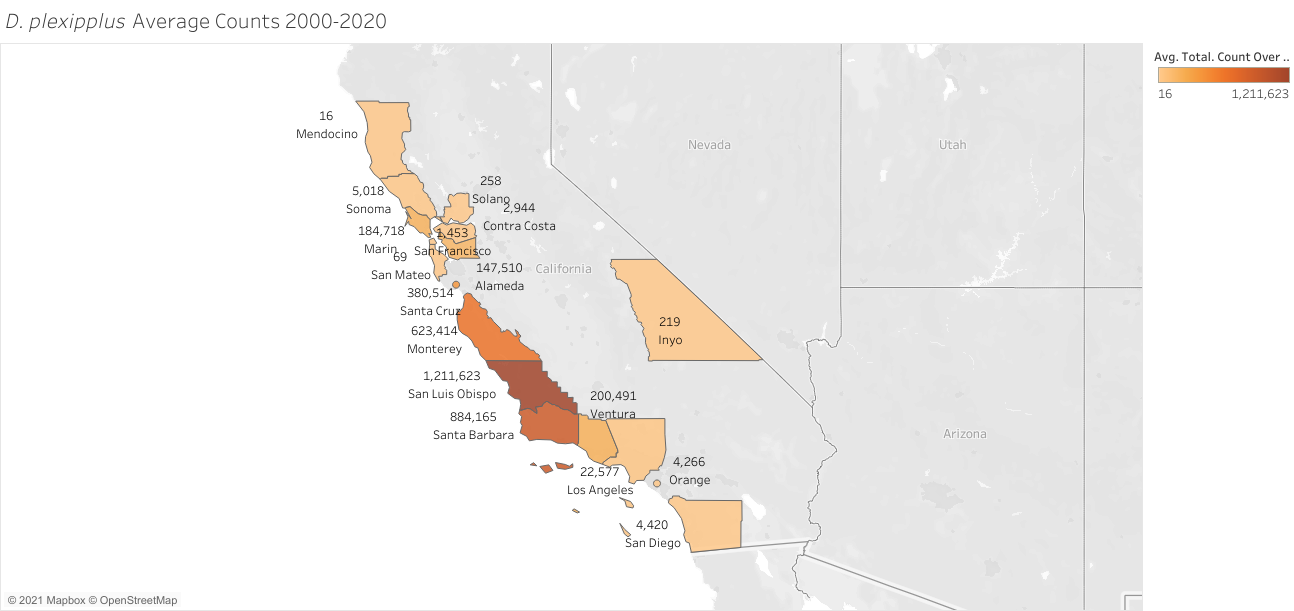 D. plexipplus Average Counts 2000-2020
Avg. Total. Count Over ..
16
1,211,623
16
Mendocino
Nevada
Utah
258
Solano
5,018
Sonoma
2,944
Contra Costa
184,718
Marin
1,453
San Francisco
69
San Mateo
147,510
Alameda
California
380,514
Santa Cruz
219
Inyo
623,414
Monterey
1,211,623
San Luis Obispo
200,491
Ventura
884,165
Santa Barbara
Arizona
4,266
Orange
22,577
Los Angeles
4,420
San Diego
© 2021 Mapbox © OpenStreetMap